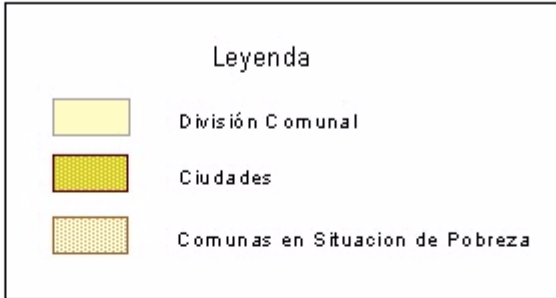 Leyenda
División Comunal
Ciudades
Comunas en Situacion de Pobreza